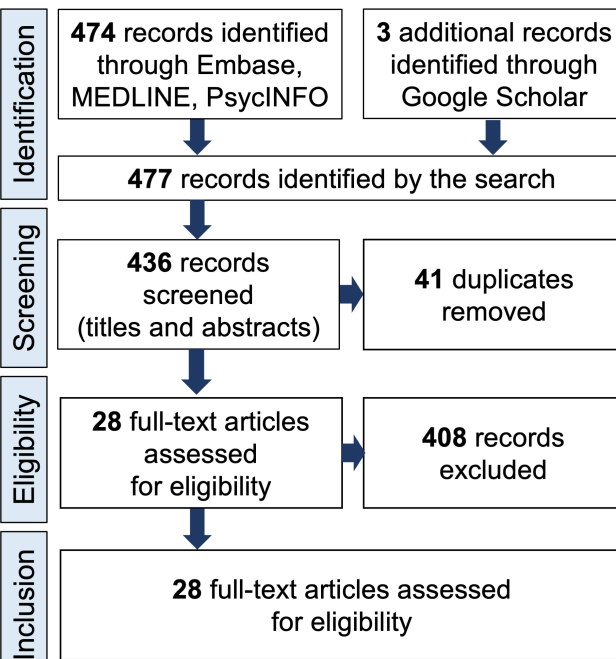 Identification
474 records identified
through Embase,
MEDLINE, PsycINFO
3 additional records
identified through
Google Scholar
477 records identified by the search
Screening
436 records
screened
(titles and abstracts)
41 duplicates
removed
Eligibility
28 full-text articles
assessed
for eligibility
408 records
excluded
Inclusion
28 full-text articles assessed
for eligibility